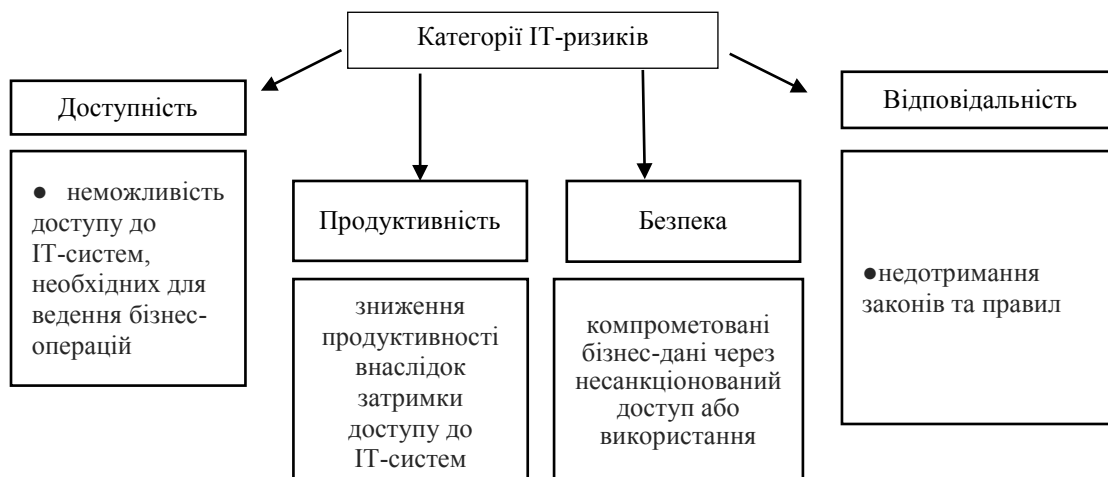 Категорії ІТ-ризиків
Доступність
● неможливість
доступу до
ІТ-систем,
необхідних для
ведення бізнес-
операцій
Продуктивність
зниження
продуктивності
внаслідок
затримки
доступу до
ІТ-систем
Безпека
компрометовані
бізнес-дані через
несанкціонований
доступ або
використання
Відповідальність
●недотримання
законів та правил